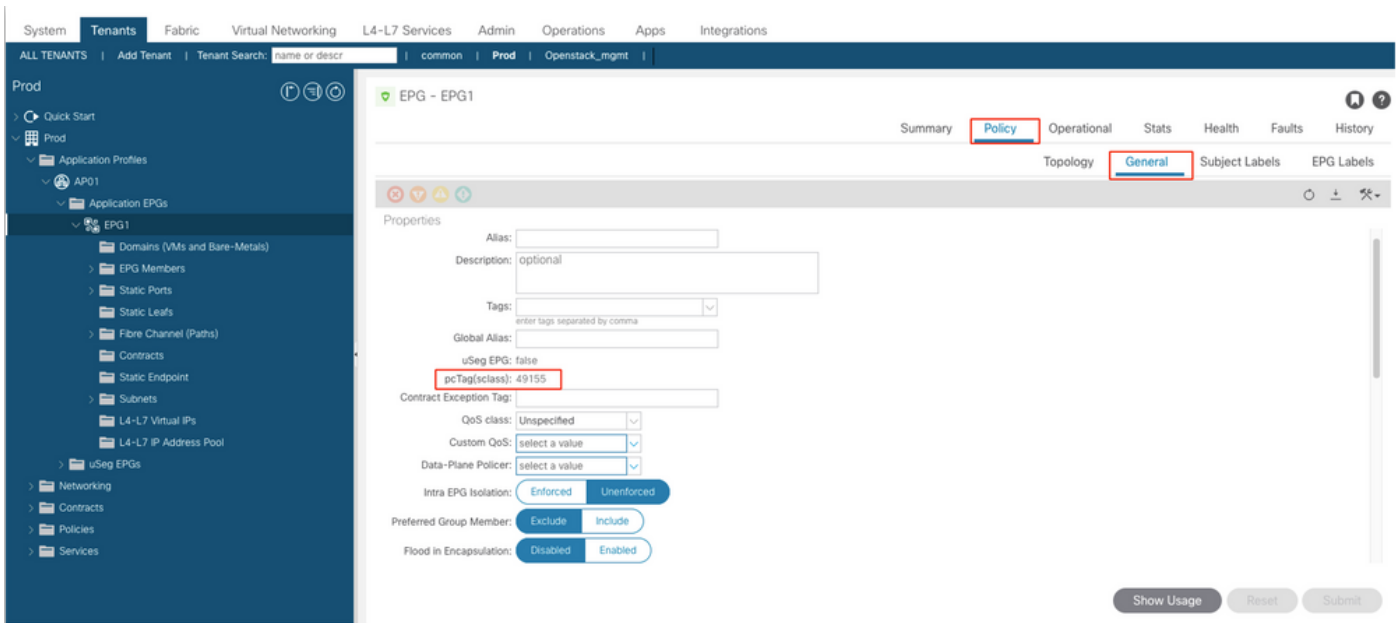 System Tenants Fabric Virtual Networking L4-L7 Services Admin Operations Apps Integrations
ALL TENANTS | Add Tenant | Tenant Search: name or descr | common | Prod | Openstack_mgmt |
Prod
Quick Start
Prod
Application Profiles
AP01
Application EPGs
EPG1
Domains (VMs and Bare-Metals)
EPG Members
Static Ports
Static Leafs
Fibre Channel (Paths)
Contracts
Static Endpoint
Subnets
L4-L7 Virtual IPs
L4-L7 IP Address Pool
uSeg EPGs
Networking
Contracts
Policies
Services
EPG - EPG1
Summary Policy Operational Stats Health Faults History
Topology General Subject Labels EPG Labels
Properties
Alias:
Description: optional
Tags:
enter tags separated by comma
Global Alias:
uSeg EPG: false
pcTag(sclass): 49155
Contract Exception Tag:
QoS class: Unspecified
Custom QoS: select a value
Data-Plane Policer: select a value
Intra EPG Isolation: Enforced Unenforced
Preferred Group Member: Exclude Include
Flood in Encapsulation: Disabled Enabled
Show Usage Reset Submit